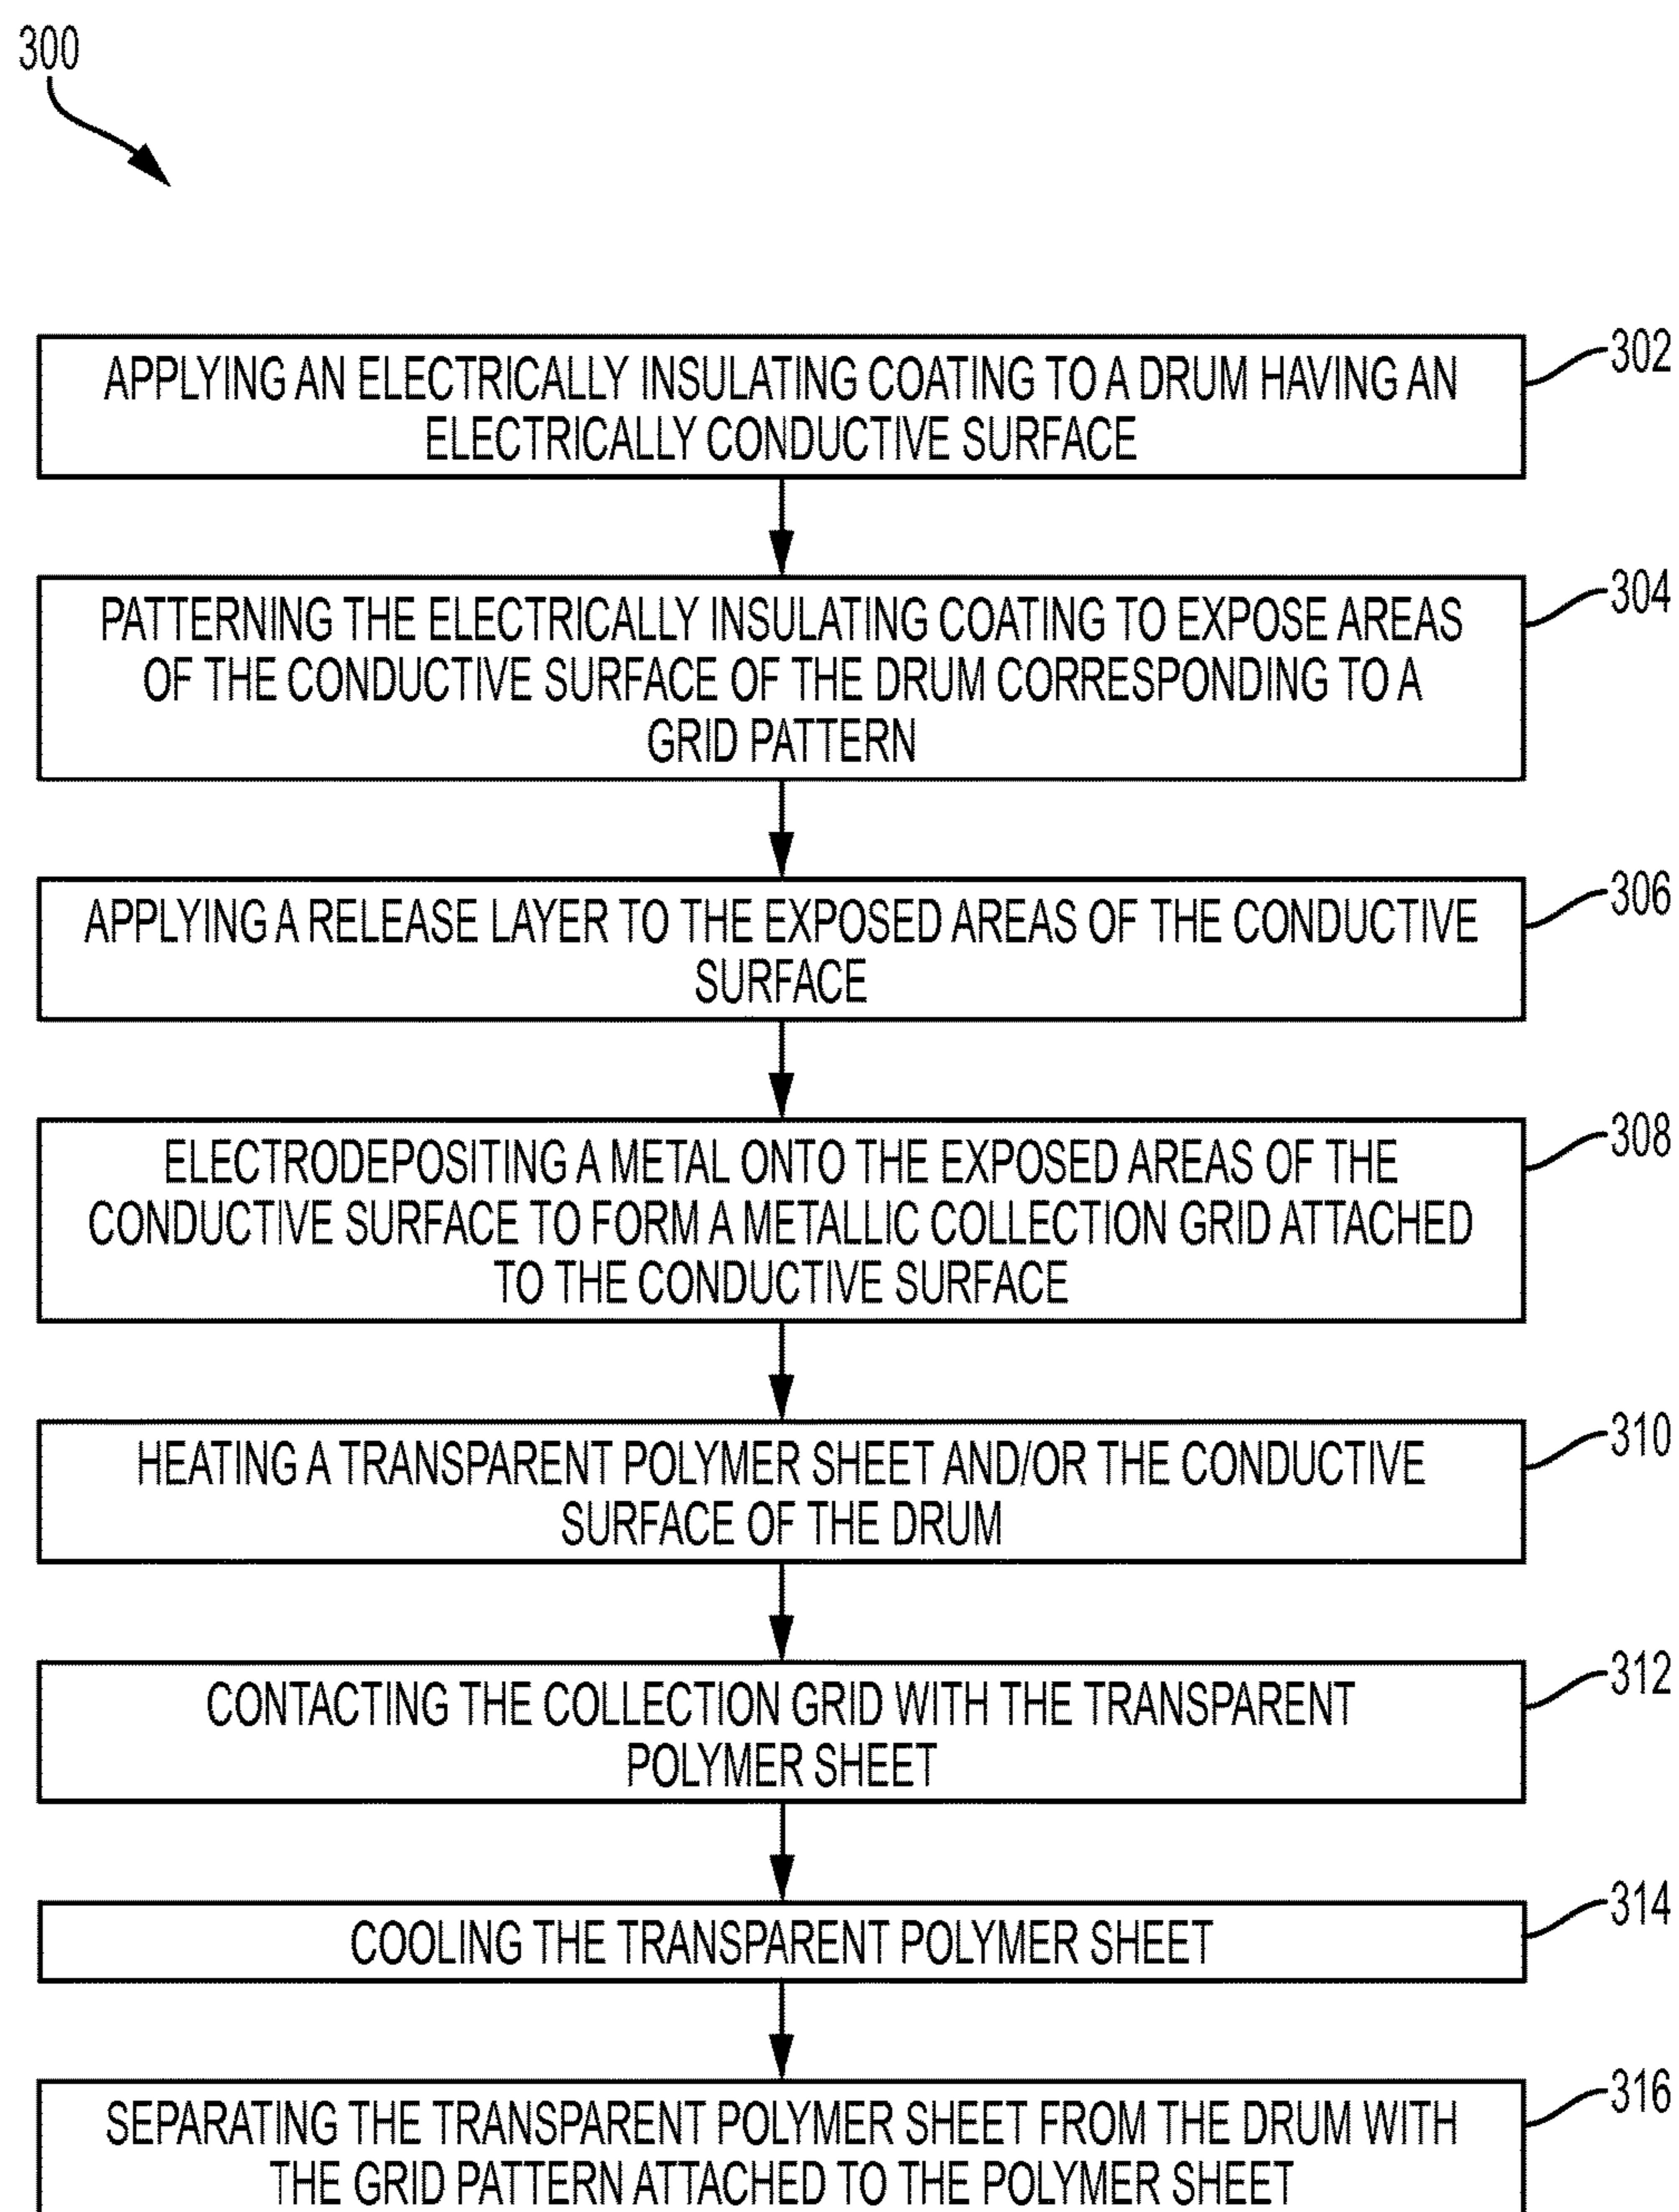 300
APPLYING AN ELECTRICALLY INSULATING COATING TO A DRUM HAVING AN
ELECTRICALLY CONDUCTIVE SURFACE
302
PATTERNING THE ELECTRICALLY INSULATING COATING TO EXPOSE AREAS
OF THE CONDUCTIVE SURFACE OF THE DRUM CORRESPONDING TO A
GRID PATTERN
304
APPLYING A RELEASE LAYER TO THE EXPOSED AREAS OF THE CONDUCTIVE
SURFACE
306
ELECTRODEPOSITING A METAL ONTO THE EXPOSED AREAS OF THE
CONDUCTIVE SURFACE TO FORM A METALLIC COLLECTION GRID ATTACHED
TO THE CONDUCTIVE SURFACE
308
HEATING A TRANSPARENT POLYMER SHEET AND/OR THE CONDUCTIVE
SURFACE OF THE DRUM
310
CONTACTING THE COLLECTION GRID WITH THE TRANSPARENT
POLYMER SHEET
312
COOLING THE TRANSPARENT POLYMER SHEET
314
SEPARATING THE TRANSPARENT POLYMER SHEET FROM THE DRUM WITH
THE GRID PATTERN ATTACHED TO THE POLYMER SHEET
316